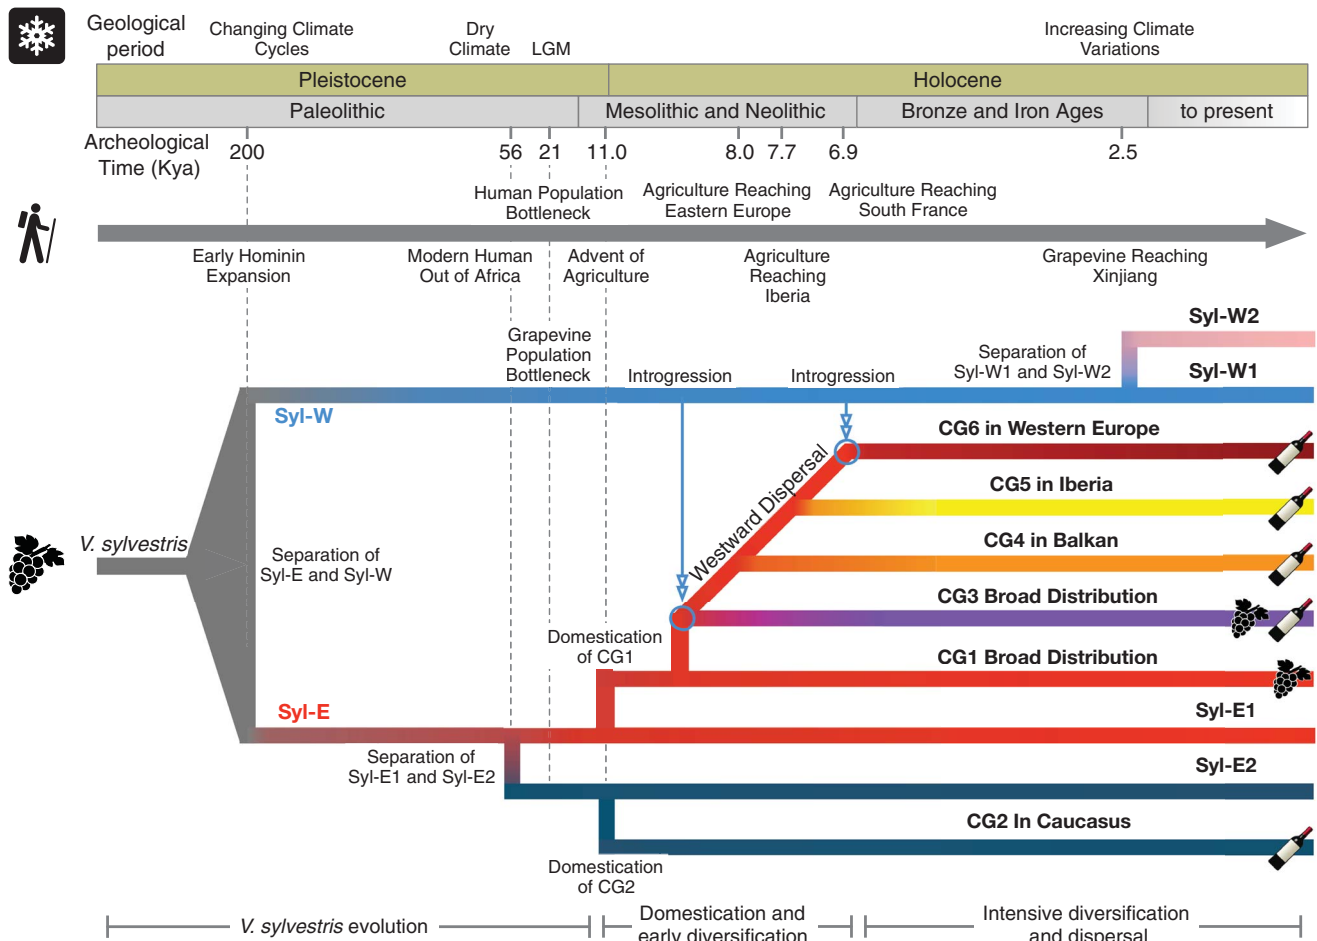 Geological
period
Changing Climate
Cycles
Dry
Climate
LGM
Increasing Climate
Variations
Pleistocene
Holocene
Paleolithic
Mesolithic and Neolithic
Bronze and Iron Ages
to present
Archeological
Time (Kya)
200
56
21
11.0
8.0
7.7
6.9
2.5
Human Population
Bottleneck
Agriculture Reaching
Eastern Europe
Agriculture Reaching
South France
Early Hominin
Expansion
Modern Human
Out of Africa
Advent of
Agriculture
Agriculture
Reaching
Iberia
Grapevine Reaching
Xinjiang
Grapevine
Population
Bottleneck
Introgression
Introgression
Separation of
Syl-W1 and Syl-W2
Syl-W2
Syl-W1
Syl-W
CG6 in Western Europe
Westward Dispersal
CG5 in Iberia
V. sylvestris
Separation of
Syl-E and Syl-W
CG4 in Balkan
CG3 Broad Distribution
Domestication
of CG1
CG1 Broad Distribution
Syl-E
Syl-E1
Separation of
Syl-E1 and Syl-E2
Syl-E2
CG2 In Caucasus
Domestication
of CG2
V. sylvestris evolution
Domestication and
early diversification
Intensive diversification
and dispersal